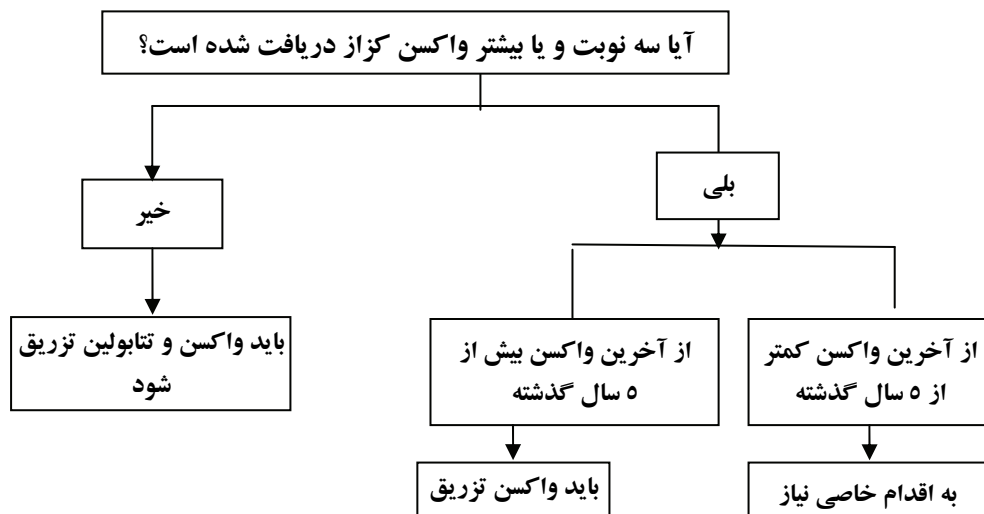 آیا سه نوبت و یا بیشتر واکسن کزاز دریافت شده است؟
بلی
خیر
از آخرین واکسن کمتر
از ۵ سال گذشته
از آخرین واکسن بیش از
۵ سال گذشته
باید واکسن و تتابولین تزریق
شود
به اقدام خاصی نیاز
باید واکسن تزریق